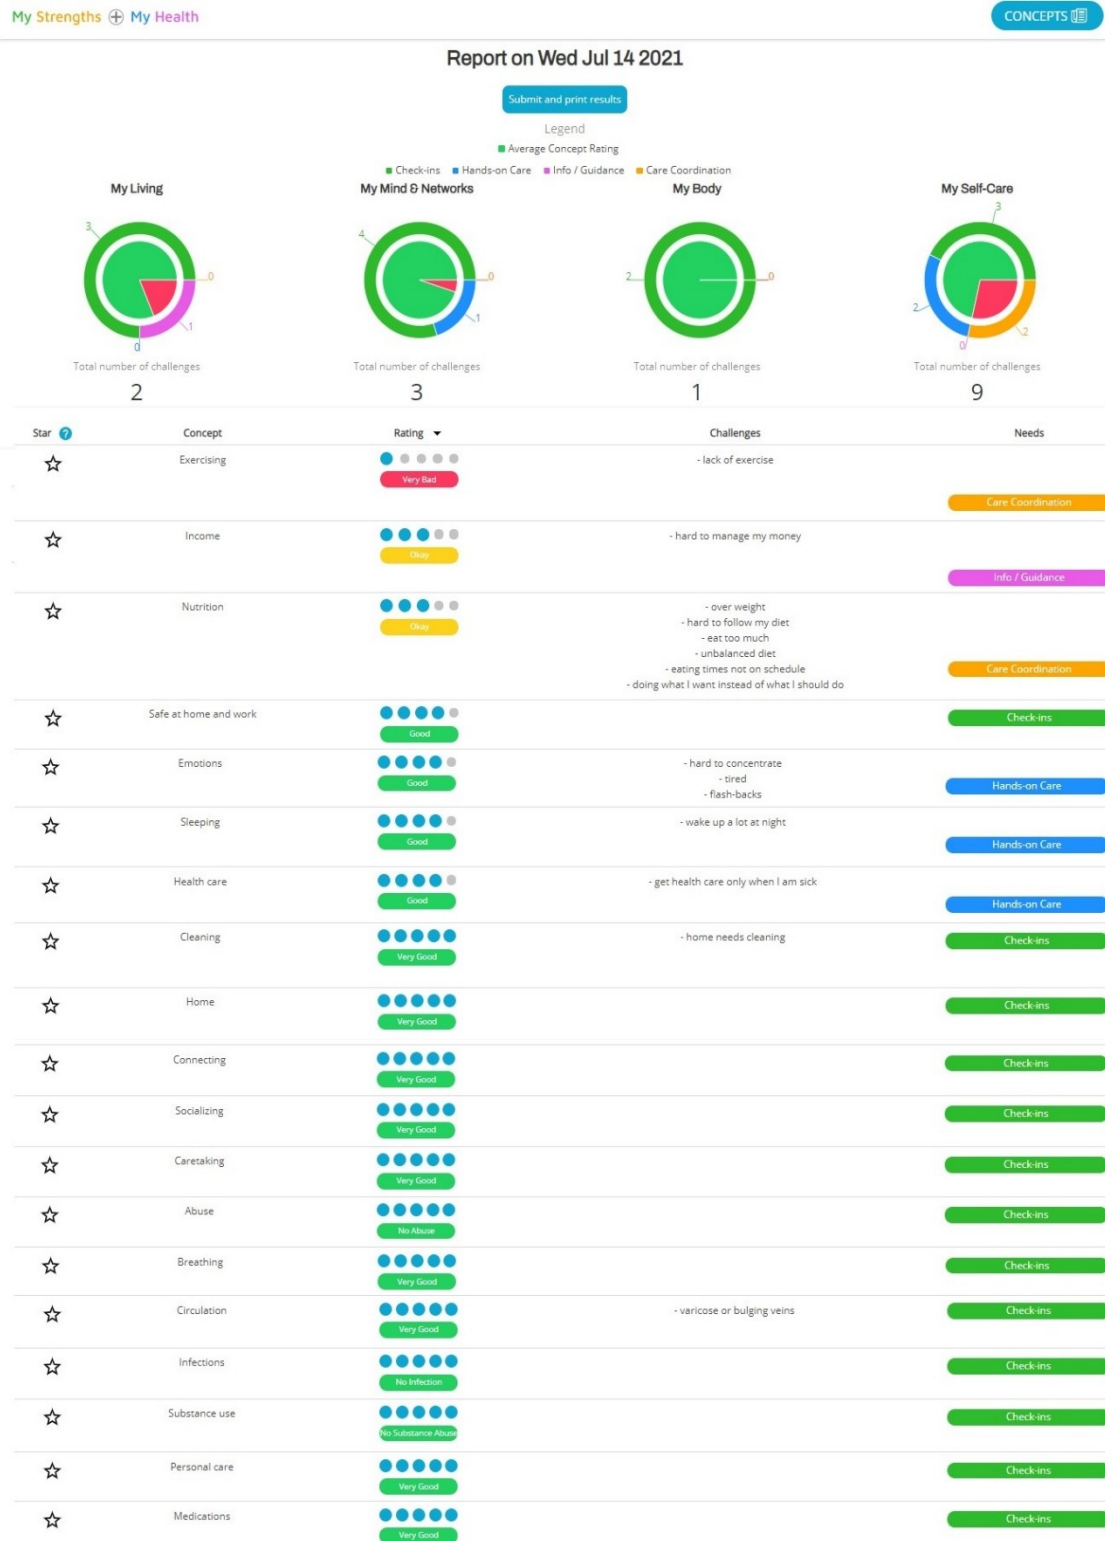 My Strengths + My Health
CONCEPTS
Report on Wed Jul 14 2021
Submit and print results
Legend
Average Concept Rating
Check-ins Hands-on Care Info / Guidance Care Coordination
My Living My Mind & Networks My Body My Self-Care
3 0 1 0
4 0 1
2 0
3 2 0 2
Total number of challenges Total number of challenges Total number of challenges Total number of challenges
2 3 1 9
Star ? Concept Rating Challenges Needs
Exercising - lack of exercise
Very Bad
Care Coordination
Income - hard to manage my money
Okay
Info / Guidance
Nutrition - over weight
- hard to follow my diet
Okay
- eat too much
- unbalanced diet
- eating times not on schedule
Care Coordination
- doing what I want instead of what I should do
Safe at home and work Check-ins
Good
Emotions - hard to concentrate
- tired
Good Hands-on Care
- flash-backs
Sleeping - wake up a lot at night
Good Hands-on Care
Health care - get health care only when I am sick
Good Hands-on Care
Cleaning - home needs cleaning Check-ins
Very Good
Home Check-ins
Very Good
Connecting Check-ins
Very Good
Socializing Check-ins
Very Good
Caretaking Check-ins
Very Good
Abuse Check-ins
No Abuse
Breathing Check-ins
Very Good
Circulation - varicose or bulging veins Check-ins
Very Good
Infections Check-ins
No Infection
Substance use Check-ins
No Substance Abuse
Personal care Check-ins
Very Good
Medications Check-ins
Very Good